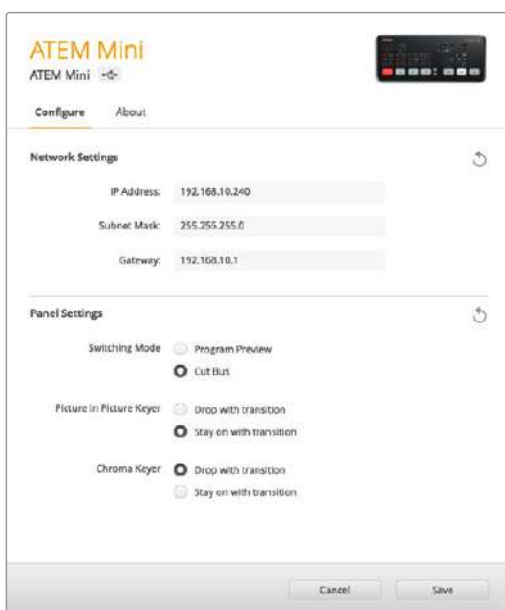 ATEM Mini
ATEM Mini
Configure About
Network Settings
IP Address: 192.168.10.240
Subnet Mask: 255.255.255.0
Gateway: 192.168.10.1
Panel Settings
Switching Mode Program Preview
Cut Bus
Picture in Picture Keyer Drop with transition
Stay on with transition
Chroma Keyer Drop with transition
Stay on with transition
Cancel Save